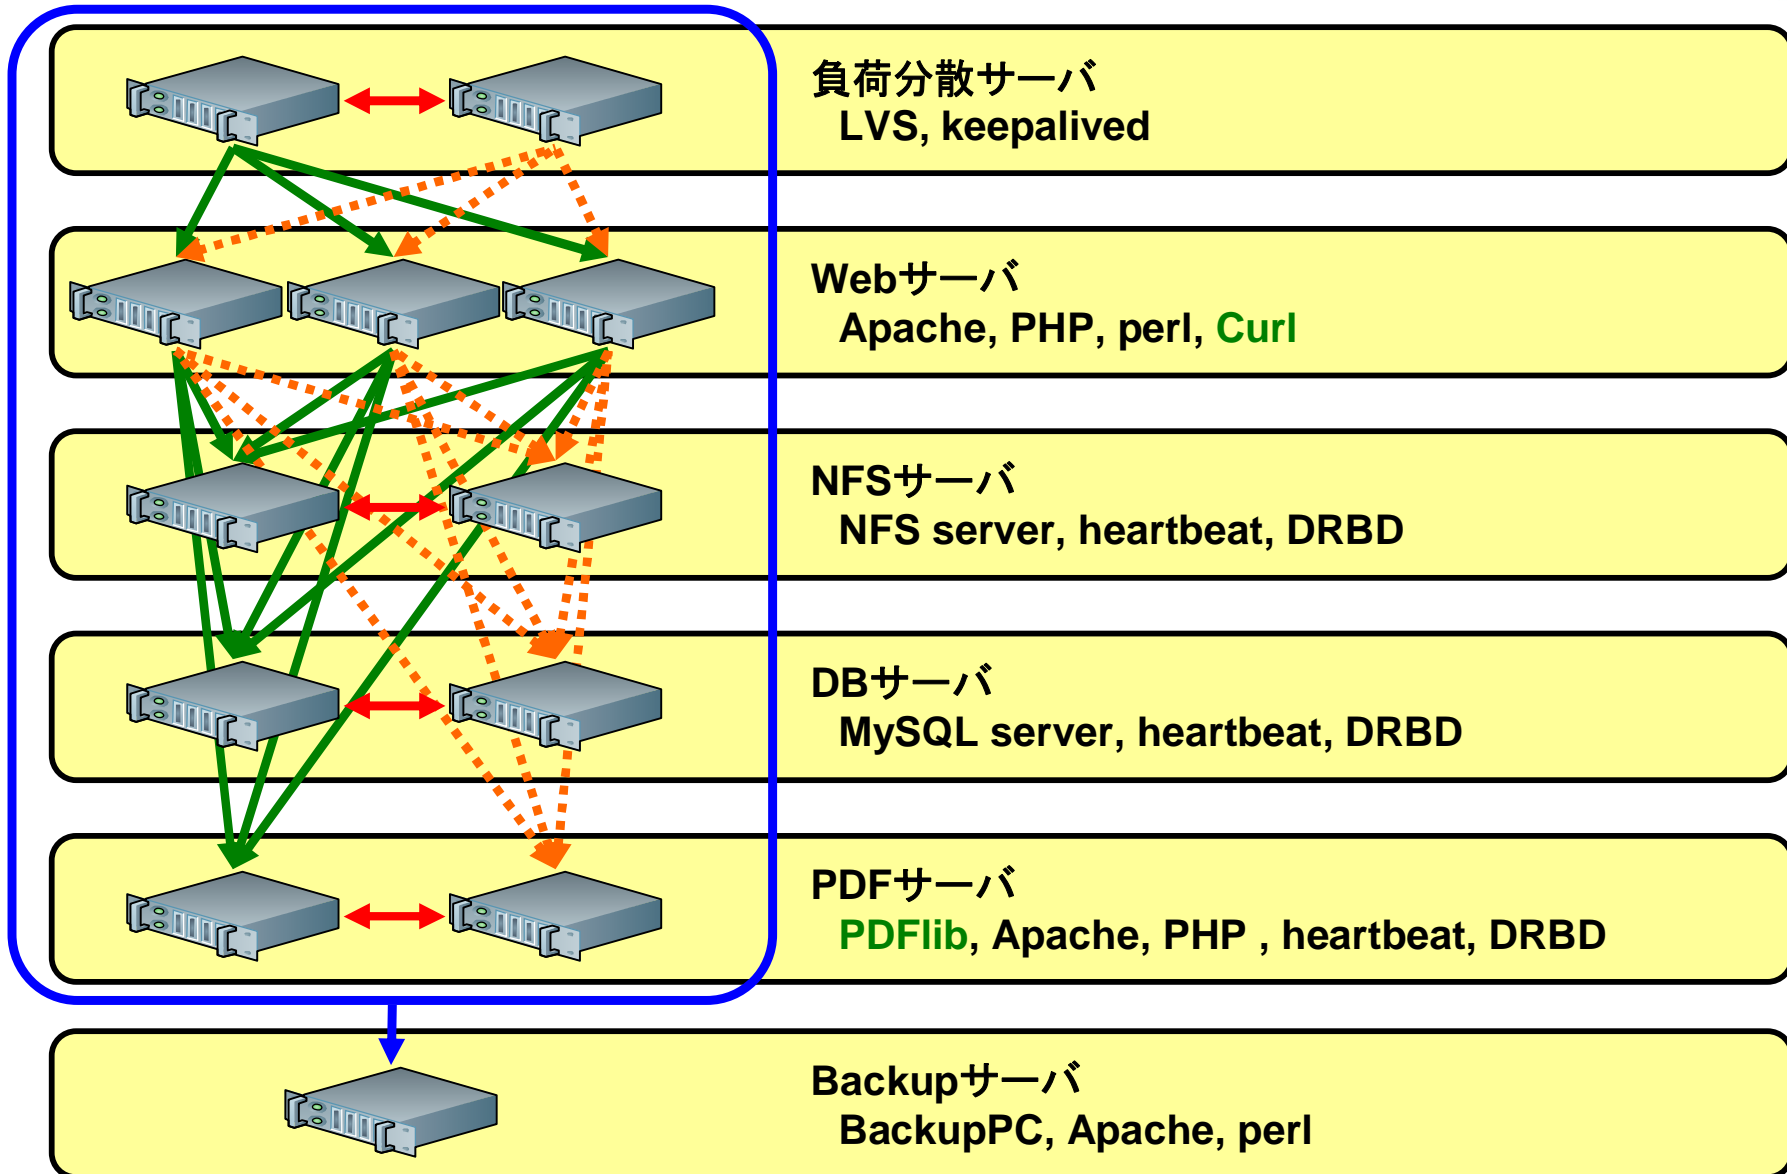 負荷分散サーバ
LVS, keepalived
Webサーバ
Apache, PHP, perl, Curl
NFSサーバ
NFS server, heartbeat, DRBD
DBサーバ
MySQL server, heartbeat, DRBD
PDFサーバ
PDFlib, Apache, PHP , heartbeat, DRBD
Backupサーバ
BackupPC, Apache, perl